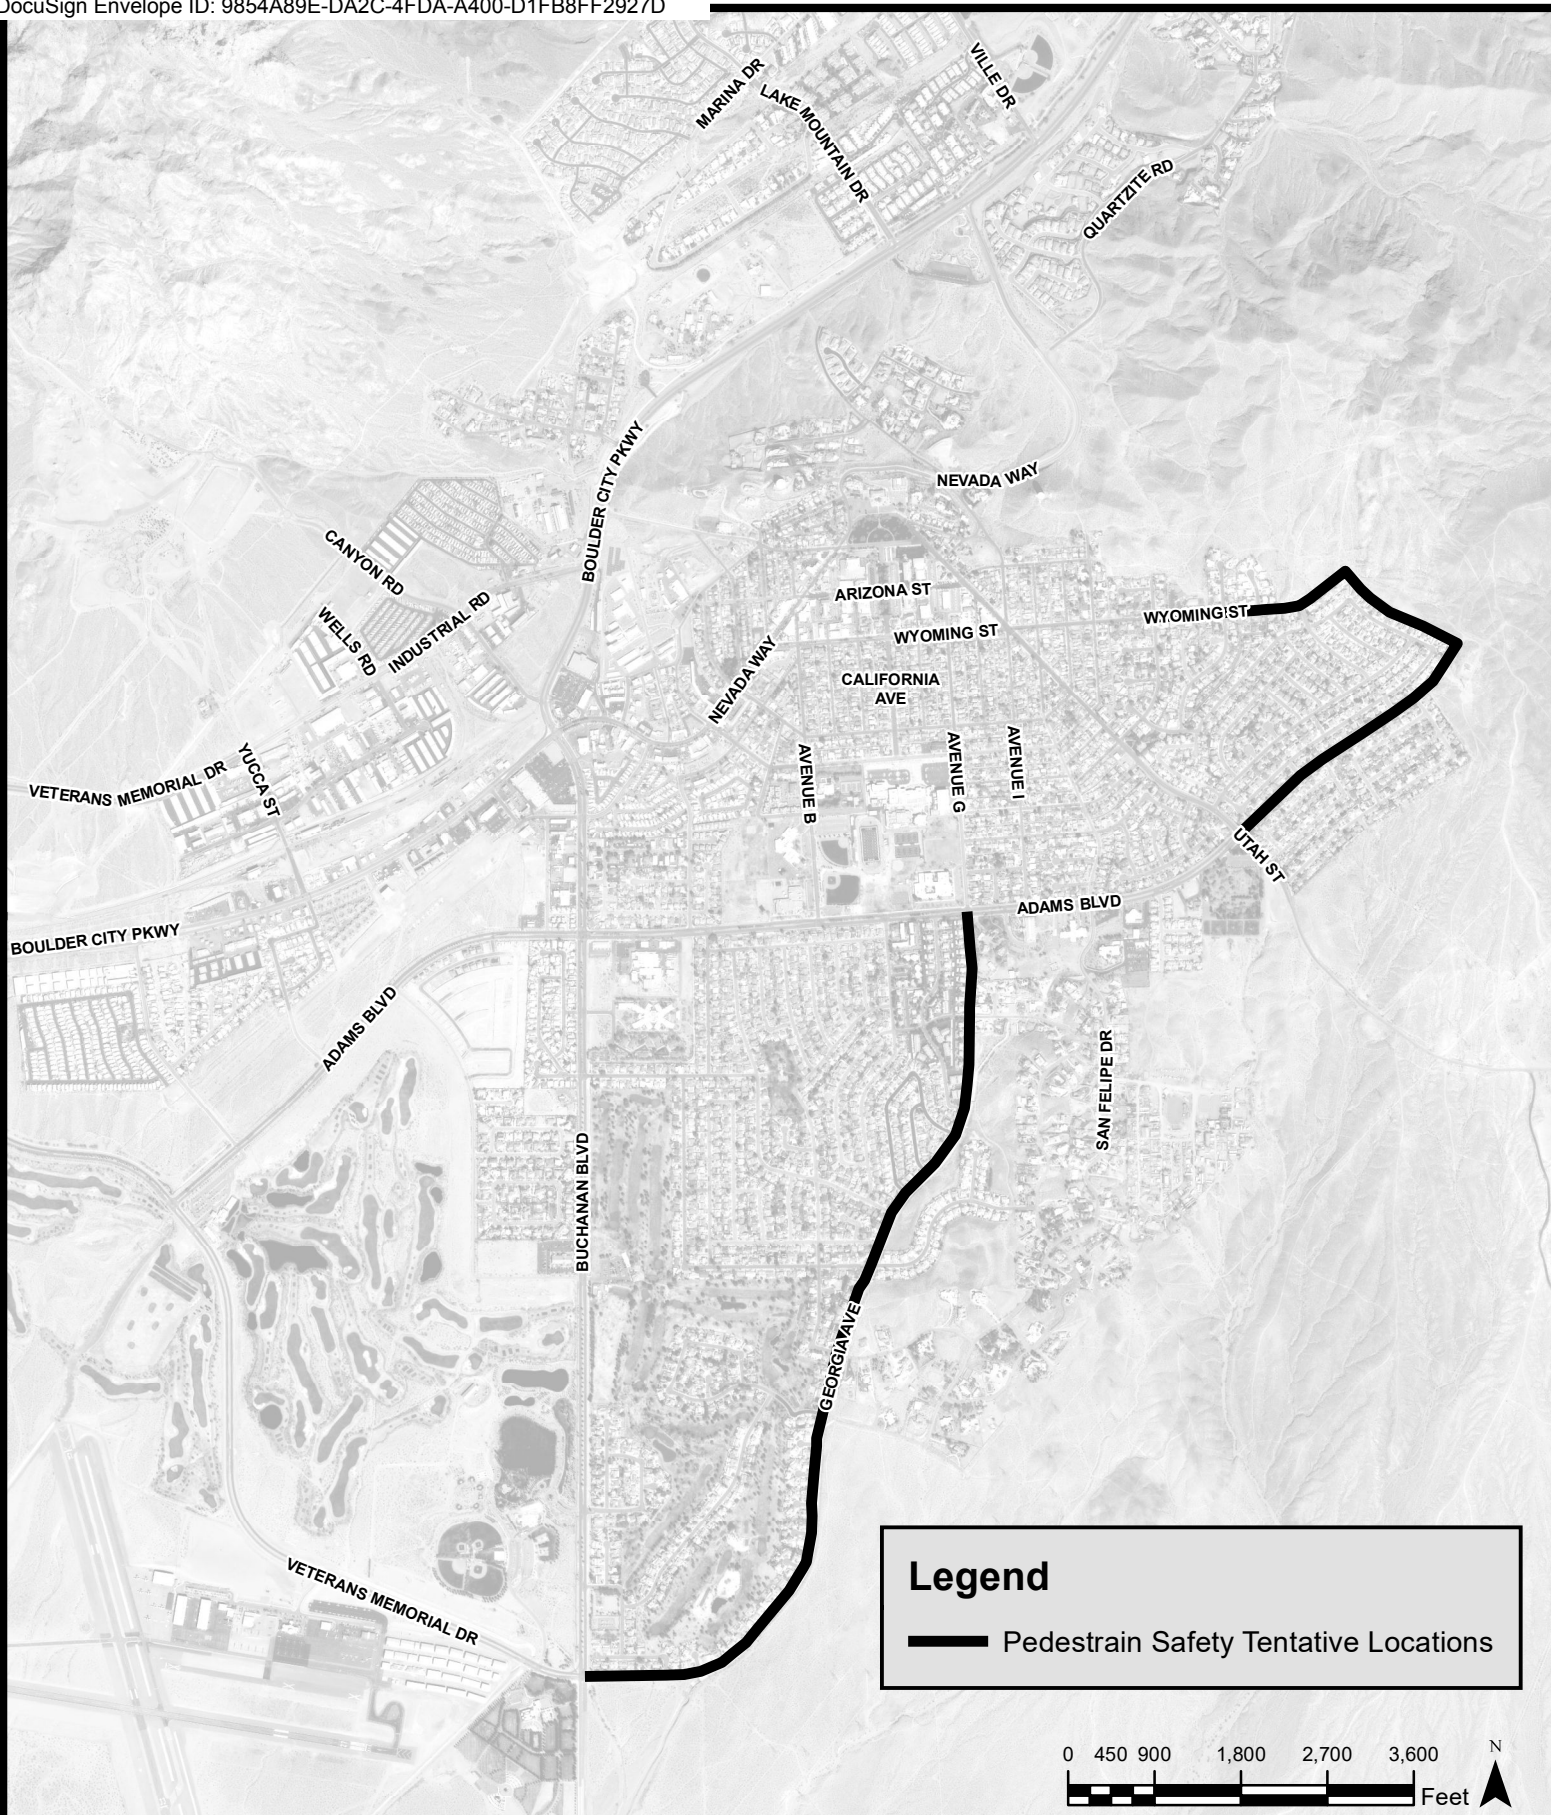 DocuSign Envelope ID: 9854A89E-DA2C-4FDA-A400-D1FB8FF2927D
MARINA DR
LAKE MOUNTAIN DR
VILLE DR
QUARTZITE RD
BOULDER CITY PKWY
NEVADA WAY
CANYON RD
ARIZONA ST
WELLS RD
INDUSTRIAL RD
WYOMING ST
WYOMING ST
NEVADA WAY
CALIFORNIA
AVE
VETERANS MEMORIAL DR
YUCCA ST
AVENUE B
AVENUE G
AVENUE I
UTAH ST
ADAMS BLVD
BOULDER CITY PKWY
ADAMS BLVD
SAN FELIPE DR
BUCHANAN BLVD
GEORGIA AVE
VETERANS MEMORIAL DR
Legend
Pedestrain Safety Tentative Locations
0 450 900 1,800 2,700 3,600
Feet
N